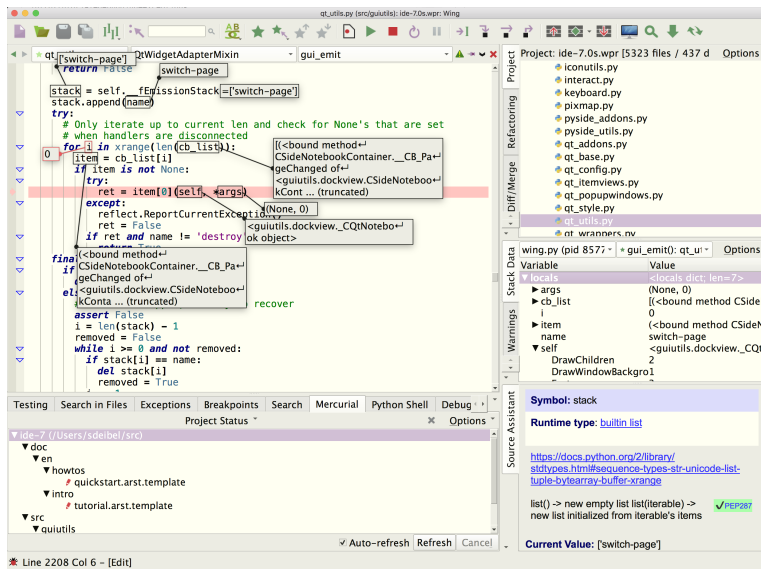 qt_utils.py (src/guiutils): ide-7.0s.wpr: Wing
QtWidgetAdapterMixin
gui_emit
['switch-page']
switch-page
return False
stack = self.__fEmissionStack
=['switch-page']
stack.append(name)
try:
# Only iterate up to current len and check for None's that are set
# when handlers are disconnected
for i in xrange(len(cb_list)):
0
item = cb_list[i]
if item is not None:
try:
ret = item[0](self, *args)
except:
reflect.ReportCurrentException()
ret = False
if ret and name != 'destroy
[(<bound method↵
CSideNotebookContainer.__CB_Pa↵
geChanged of↵
<guiutils.dockview.CSideNoteboo↵
kCont ... (truncated)
(None, 0)
<guiutils.dockview._CQtNotebo↵
ok object>
(<bound method↵
CSideNotebookContainer.__CB_Pa↵
geChanged of↵
<guiutils.dockview.CSideNoteboo↵
kConta ... (truncated)
recover
assert False
i = len(stack) - 1
removed = False
while i >= 0 and not removed:
if stack[i] == name:
del stack[i]
removed = True
Testing Search in Files Exceptions Breakpoints Search Mercurial Python Shell Debug
Project Status
Options
ide-7 (/Users/sdeibel/src)
doc
en
howtos
quickstart.arst.template
intro
tutorial.arst.template
src
guiutils
Auto-refresh Refresh Cancel
Line 2208 Col 6 - [Edit]
Project
Refactoring
Diff/Merge
Project: ide-7.0s.wpr [5323 files / 437 d Options
iconutils.py
interact.py
keyboard.py
pixmap.py
pyside_addons.py
pyside_utils.py
qt_addons.py
qt_base.py
qt_config.py
qt_itemviews.py
qt_popupwindows.py
qt_style.py
qt_utils.py
qt_wrappers.py
Stack Data
Warnings
wing.py (pid 8577 gui_emit(): qt_u Options
Variable Value
locals <locals dict; len=7>
args (None, 0)
cb_list [(<bound method CSideN
i 0
item (<bound method CSideN
name switch-page
self <guiutils.dockview._CQt
DrawChildren 2
DrawWindowBackgro 1
Source Assistant
Symbol: stack
Runtime type: builtin list
https://docs.python.org/2/library/
stdtypes.html#sequence-types-str-unicode-list-
tuple-bytearray-buffer-xrange
list() -> new empty list list(iterable) ->
new list initialized from iterable's items
✓PEP287
Current Value: ['switch-page']